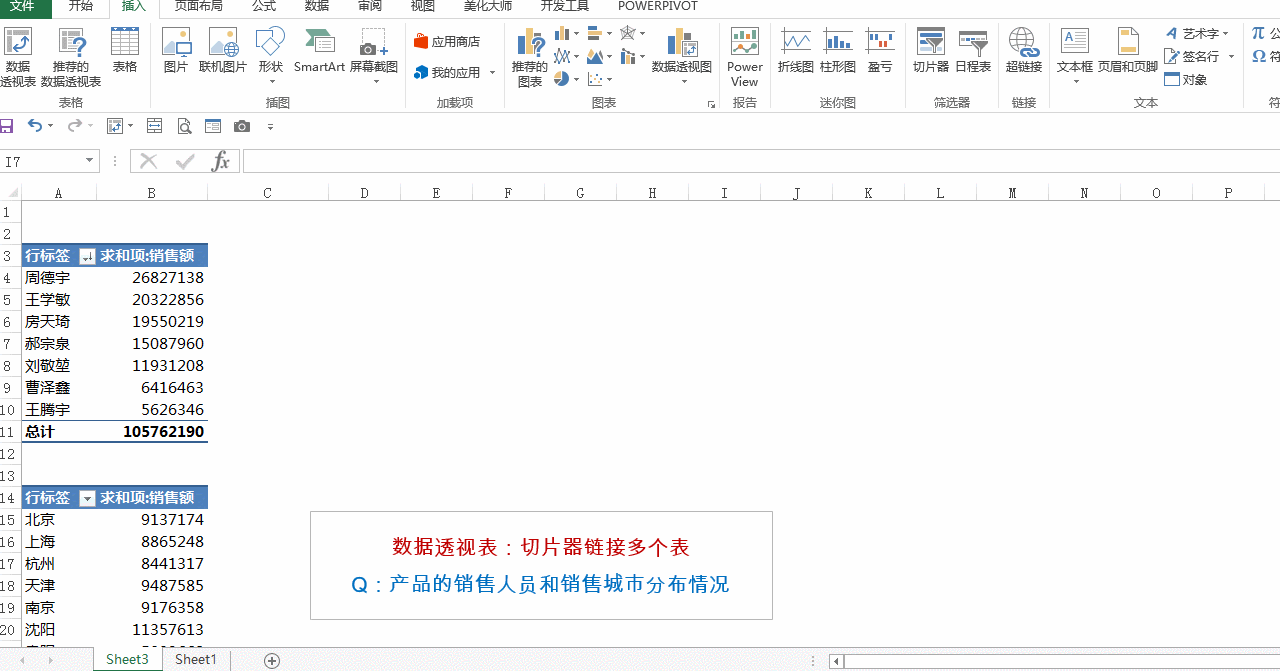 文件 开始 插入 页面布局 公式 数据 审阅 视图 美化大师 开发工具 POWERPIVOT
数据透视表 推荐的数据透视表 表格 图片 联机图片 形状 SmartArt 屏幕截图 应用商店 我的应用 推荐的图表 数据透视图 Power View 折线图 柱形图 盈亏 切片器 日程表 超链接 文本框 页眉和页脚 艺术字 签名行 对象 π Ω
表格 插图 加载项 图表 报告 迷你图 筛选器 链接 文本
I7 fx
A B C D E F G H I J K L M N O P
1
2
3 行标签 求和项:销售额
4 周德宇 26827138
5 王学敏 20322856
6 房天琦 19550219
7 郝宗泉 15087960
8 刘敬堃 11931208
9 曹泽鑫 6416463
10 王腾宇 5626346
11 总计 105762190
12
13
14 行标签 求和项:销售额
15 北京 9137174
16 上海 8865248
17 杭州 8441317
18 天津 9487585
19 南京 9176358
20 沈阳 11357613
数据透视表：切片器链接多个表
Q：产品的销售人员和销售城市分布情况
Sheet3 Sheet1